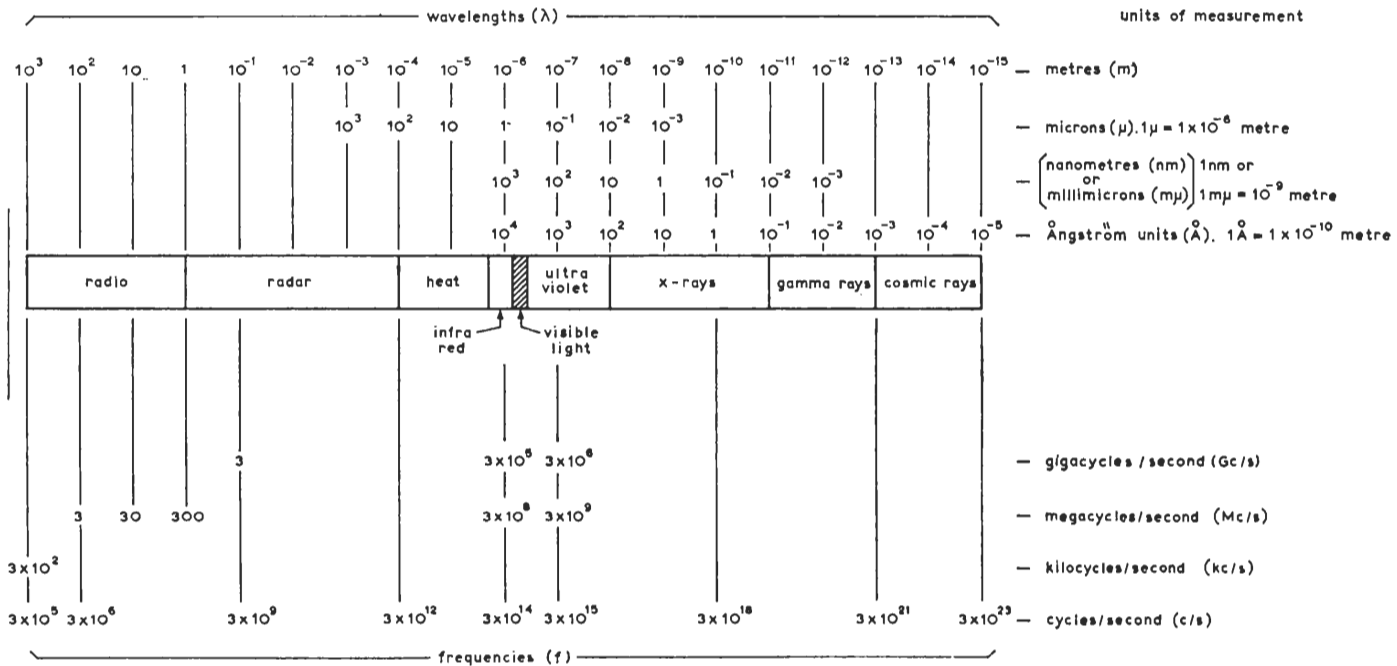 wavelengths (λ) units of measurement
10³ 10² 10 1 10⁻¹ 10⁻² 10⁻³ 10⁻⁴ 10⁻⁵ 10⁻⁶ 10⁻⁷ 10⁻⁸ 10⁻⁹ 10⁻¹⁰ 10⁻¹¹ 10⁻¹² 10⁻¹³ 10⁻¹⁴ 10⁻¹⁵ — metres (m)
10³ 10² 10 1 10⁻¹ 10⁻² 10⁻³ — microns (μ). 1μ = 1 x 10⁻⁶ metre
nanometres (nm) 1nm or
10³ 10² 10 1 10⁻¹ 10⁻² 10⁻³ — or
millimicrons (mμ) 1mμ = 10⁻⁹ metre
10⁴ 10³ 10² 10 1 10⁻¹ 10⁻² 10⁻³ 10⁻⁴ 10⁻⁵ — Ångström units (Å). 1Å = 1 x 10⁻¹⁰ metre
radio radar heat ultra violet x-rays gamma rays cosmic rays
infra red visible light
3 3x10⁵ 3x10⁶ — gigacycles/second (Gc/s)
3 30 300 3x10⁸ 3x10⁹ — megacycles/second (Mc/s)
3x10² — kilocycles/second (kc/s)
3x10⁵ 3x10⁶ 3x10⁹ 3x10¹² 3x10¹⁴ 3x10¹⁵ 3x10¹⁸ 3x10²¹ 3x10²³ — cycles/second (c/s)
frequencies (f)